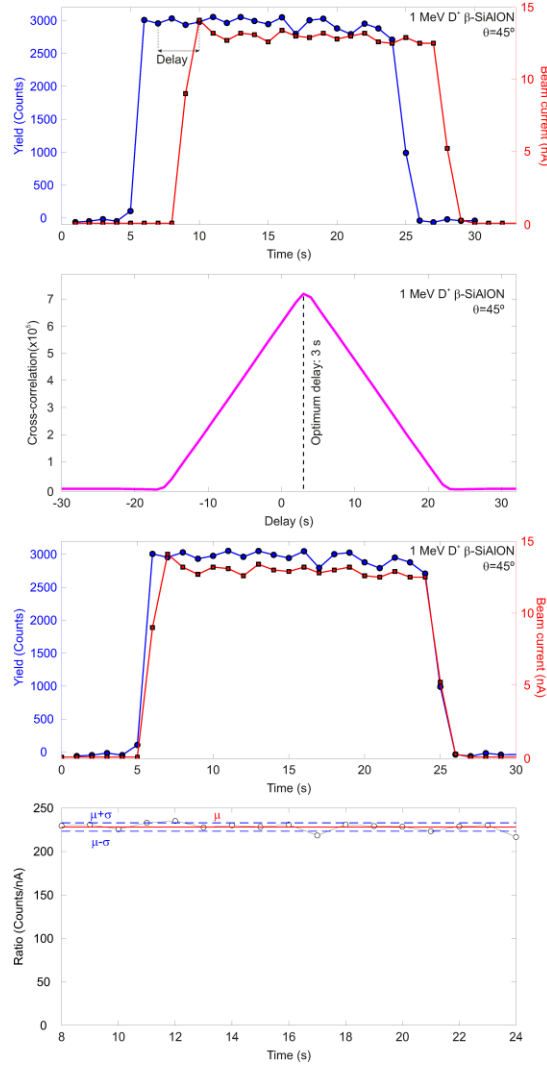 1 MeV D⁺ β-SiAlON
θ=45º
Delay
Yield (Counts)
Beam current (nA)
3000
2500
2000
1500
1000
500
0
15
10
5
0
0 5 10 15 20 25 30
Time (s)
1 MeV D⁺ β-SiAlON
θ=45º
Cross-correlation(x10⁵)
7
6
5
4
3
2
1
0
Optimum delay: 3 s
-30 -20 -10 0 10 20 30
Delay (s)
1 MeV D⁺ β-SiAlON
θ=45º
Yield (Counts)
Beam current (nA)
3000
2500
2000
1500
1000
500
0
15
10
5
0
0 5 10 15 20 25 30
Time (s)
Ratio (Counts/nA)
250
200
150
100
50
0
μ+σ
μ
μ-σ
8 10 12 14 16 18 20 22 24
Time (s)